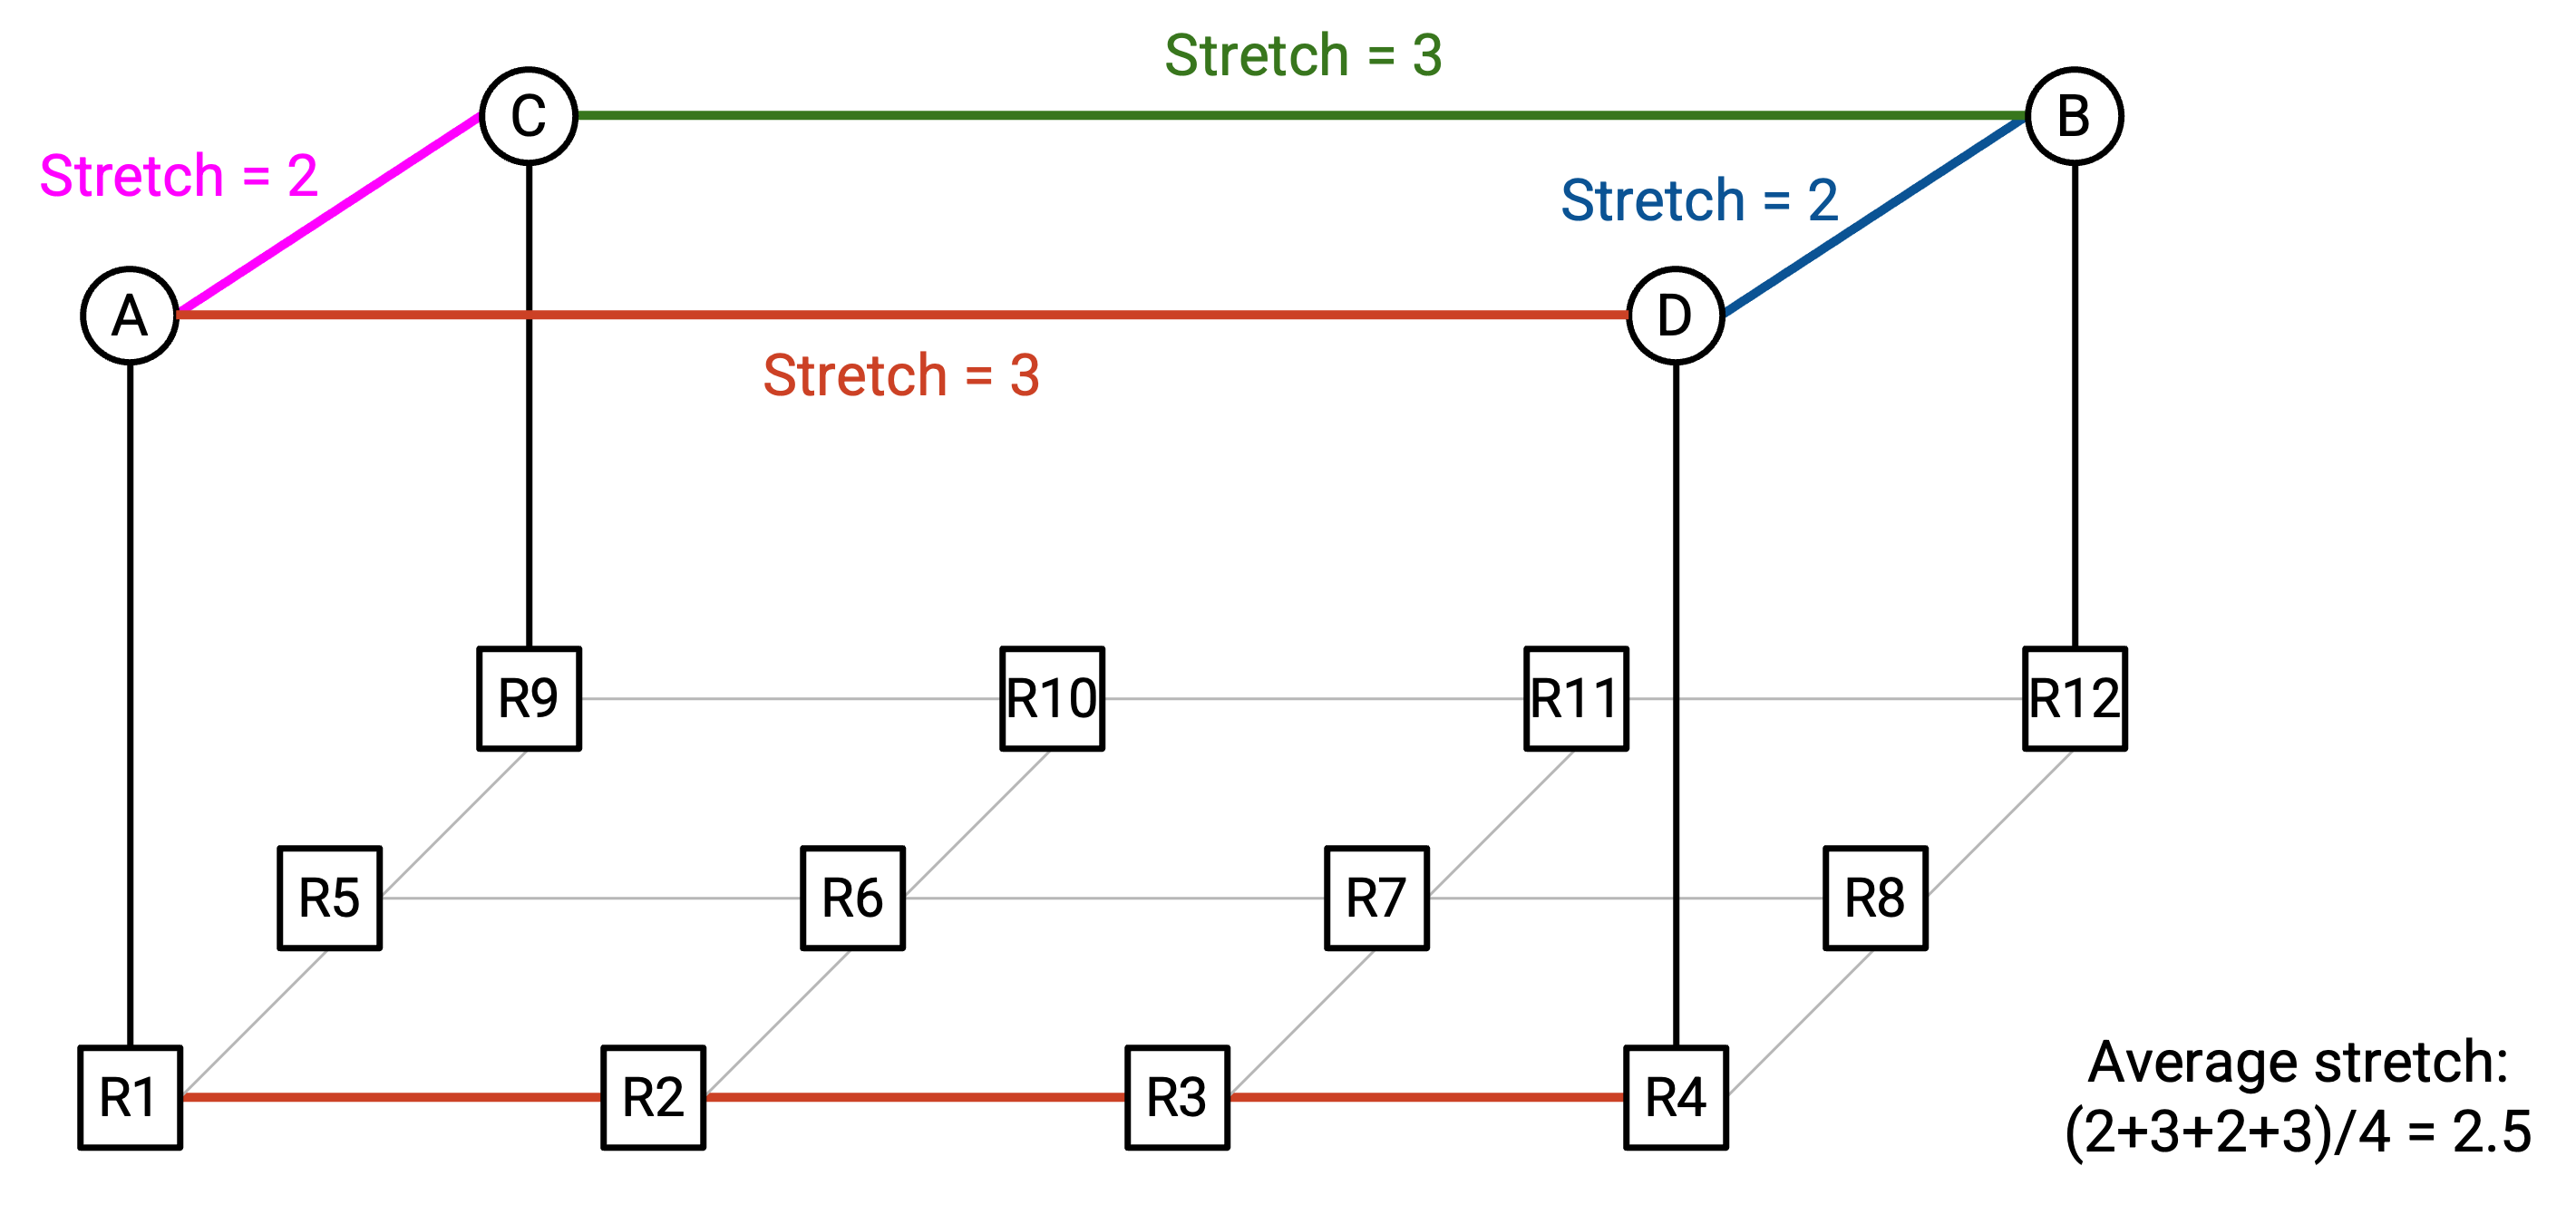 Stretch = 3
C
B
Stretch = 2
Stretch = 2
A
D
Stretch = 3
R9
R10
R11
R12
R5
R6
R7
R8
R1
R2
R3
R4
Average stretch:
(2+3+2+3)/4 = 2.5